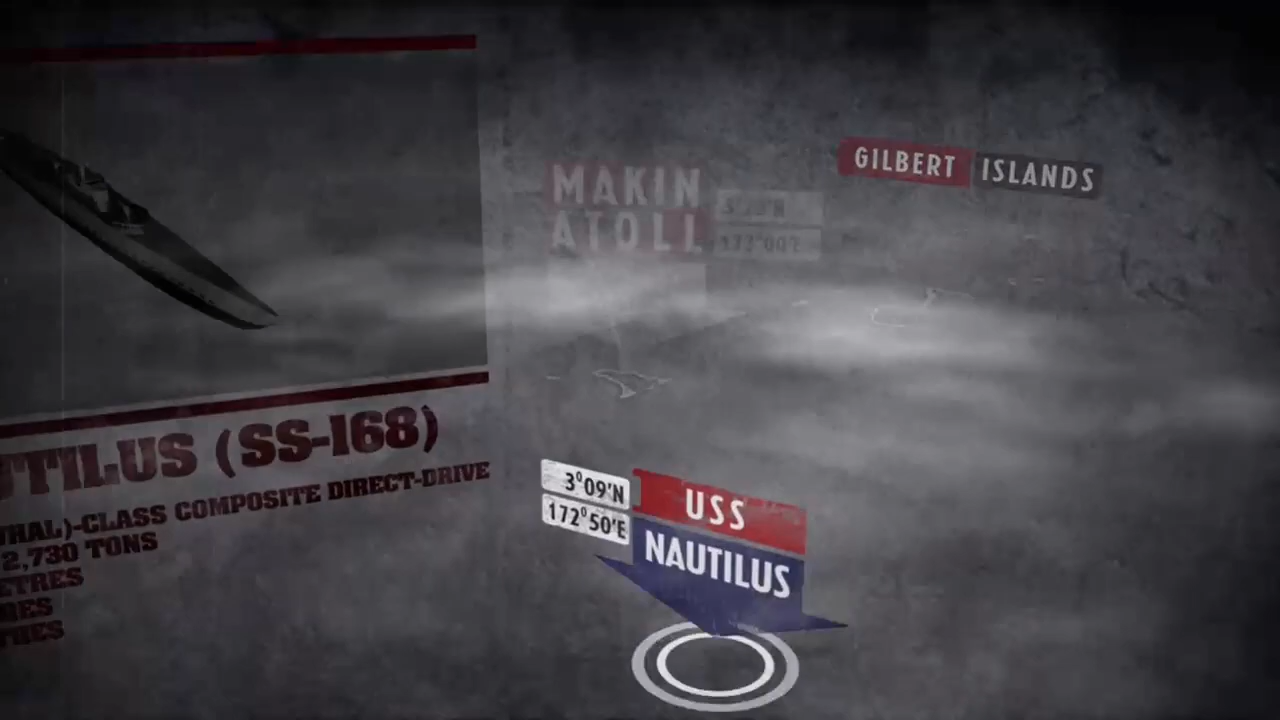 GILBERT ISLANDS
MAKIN
ATOLL
UTILUS (SS-168)
THAL)-CLASS COMPOSITE DIRECT-DRIVE
2,730 TONS
ETRES
RES
3°09'N
172°50'E
USS
NAUTILUS